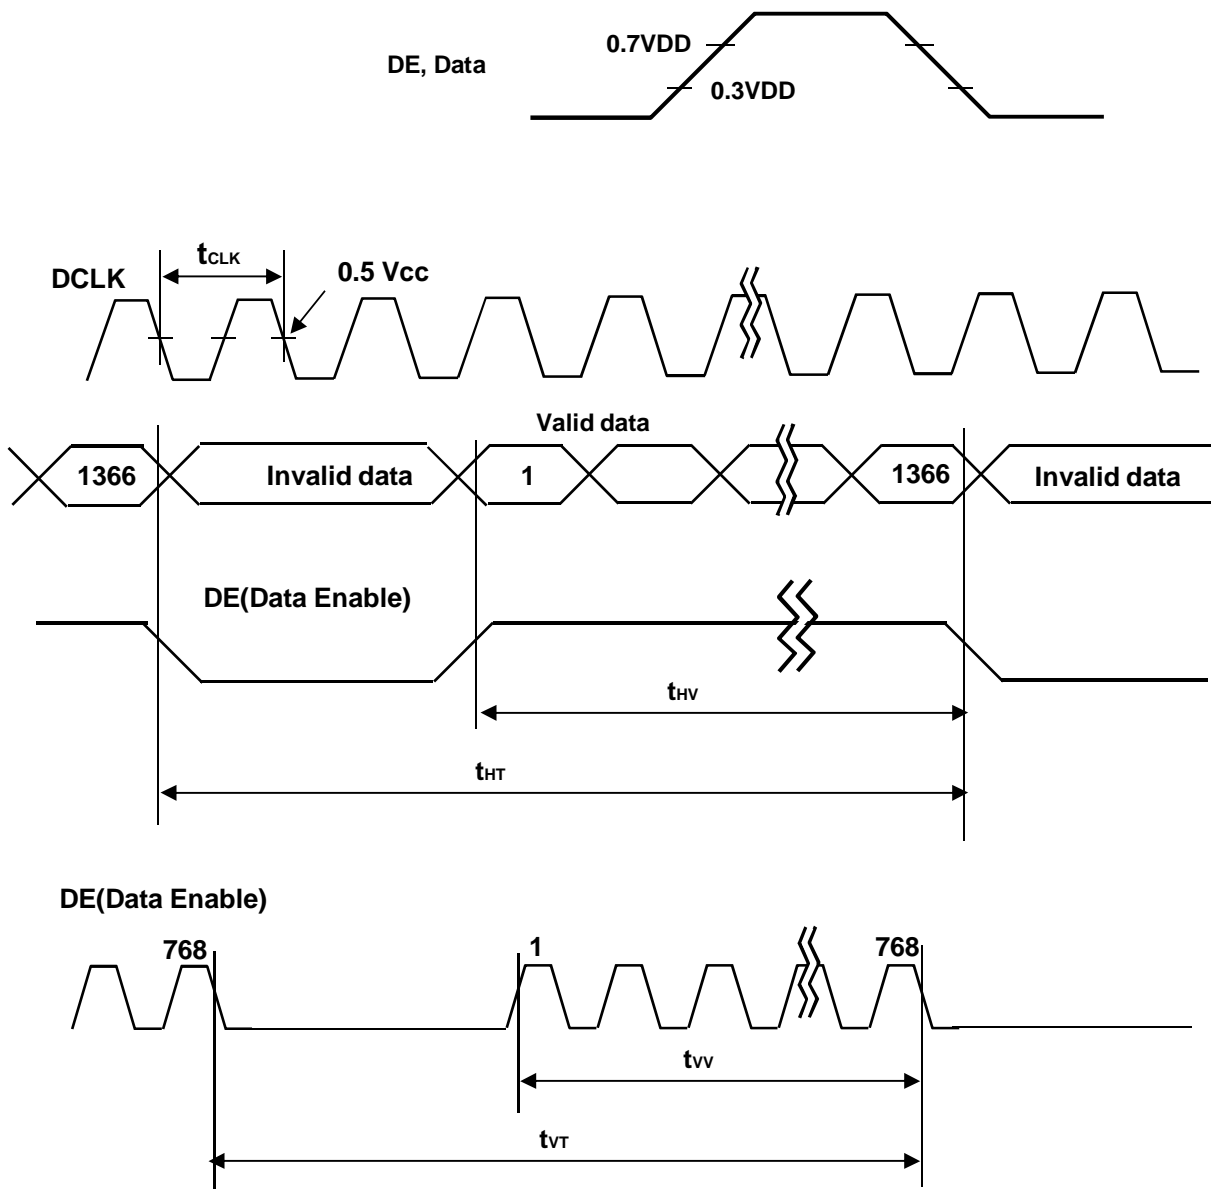 0.7VDD
DE, Data
0.3VDD
tCLK
DCLK
0.5 Vcc
Valid data
1366
Invalid data
1
1366
Invalid data
DE(Data Enable)
tHV
tHT
DE(Data Enable)
768
1
768
tVV
tVT